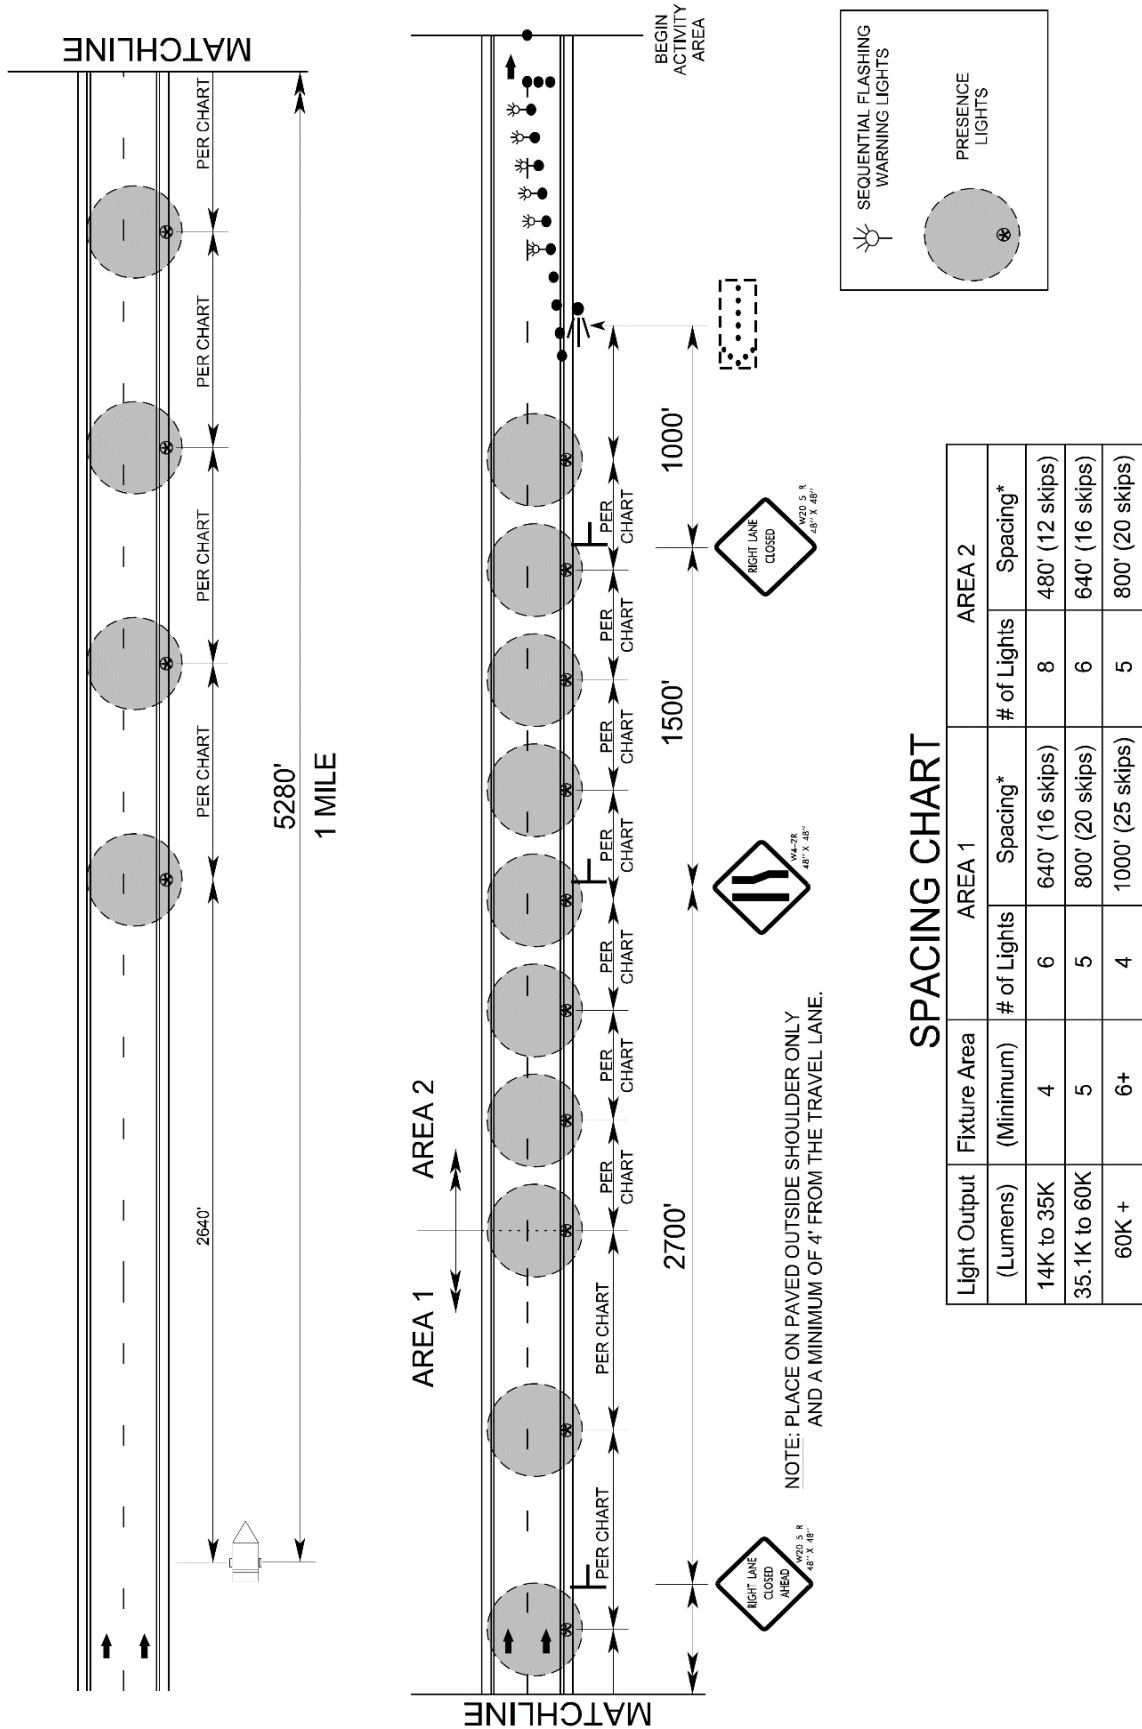 MATCHLINE
PER CHART
PER CHART
PER CHART
PER CHART
2640'
5280'
1 MILE
MATCHLINE
AREA 1
AREA 2
PER CHART
PER CHART
PER
CHART
PER
CHART
PER
CHART
PER
CHART
PER
CHART
PER
CHART
PER
CHART
2700'
1500'
1000'
BEGIN
ACTIVITY
AREA
RIGHT LANE
CLOSED
AHEAD
W20 5 R
48" X 48"
W4-2R
48" X 48"
RIGHT LANE
CLOSED
W20 5 R
48" X 48"
NOTE: PLACE ON PAVED OUTSIDE SHOULDER ONLY
AND A MINIMUM OF 4' FROM THE TRAVEL LANE.
SEQUENTIAL FLASHING
WARNING LIGHTS
PRESENCE
LIGHTS
SPACING CHART
Light Output Fixture Area AREA 1 AREA 2
(Lumens) (Minimum) # of Lights Spacing* # of Lights Spacing*
14K to 35K 4 6 640' (16 skips) 8 480' (12 skips)
35.1K to 60K 5 5 800' (20 skips) 6 640' (16 skips)
60K + 6+ 4 1000' (25 skips) 5 800' (20 skips)